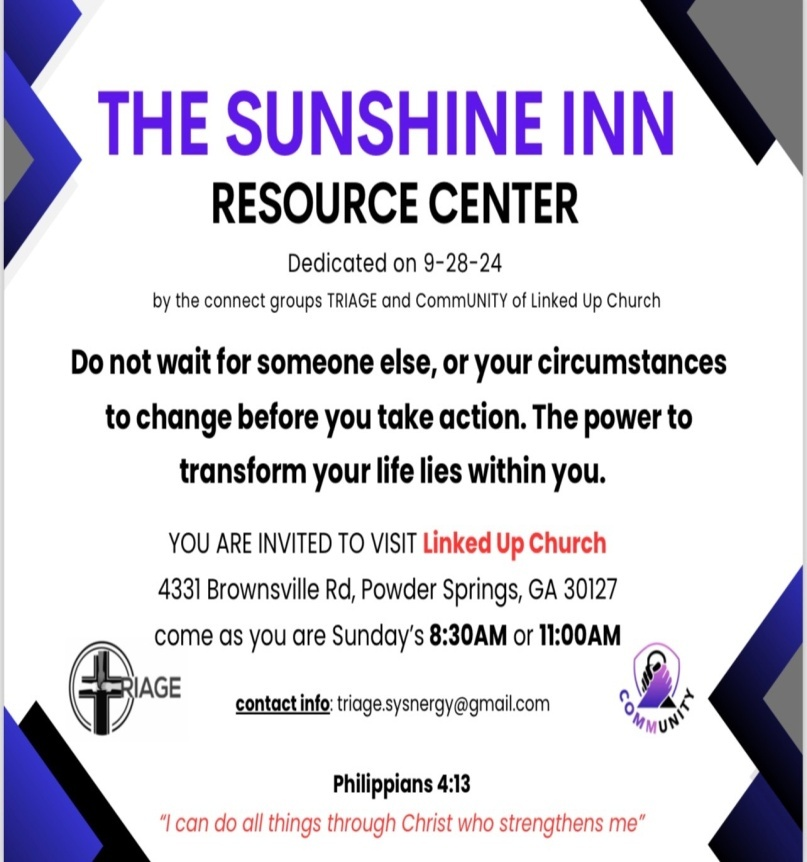 THE SUNSHINE INN
RESOURCE CENTER
Dedicated on 9-28-24
by the connect groups TRIAGE and CommUNITY of Linked Up Church
Do not wait for someone else, or your circumstances
to change before you take action. The power to
transform your life lies within you.
YOU ARE INVITED TO VISIT Linked Up Church
4331 Brownsville Rd, Powder Springs, GA 30127
come as you are Sunday's 8:30AM or 11:00AM
TRIAGE
contact info: triage.sysnergy@gmail.com
COMMUNITY
Philippians 4:13
“I can do all things through Christ who strengthens me”